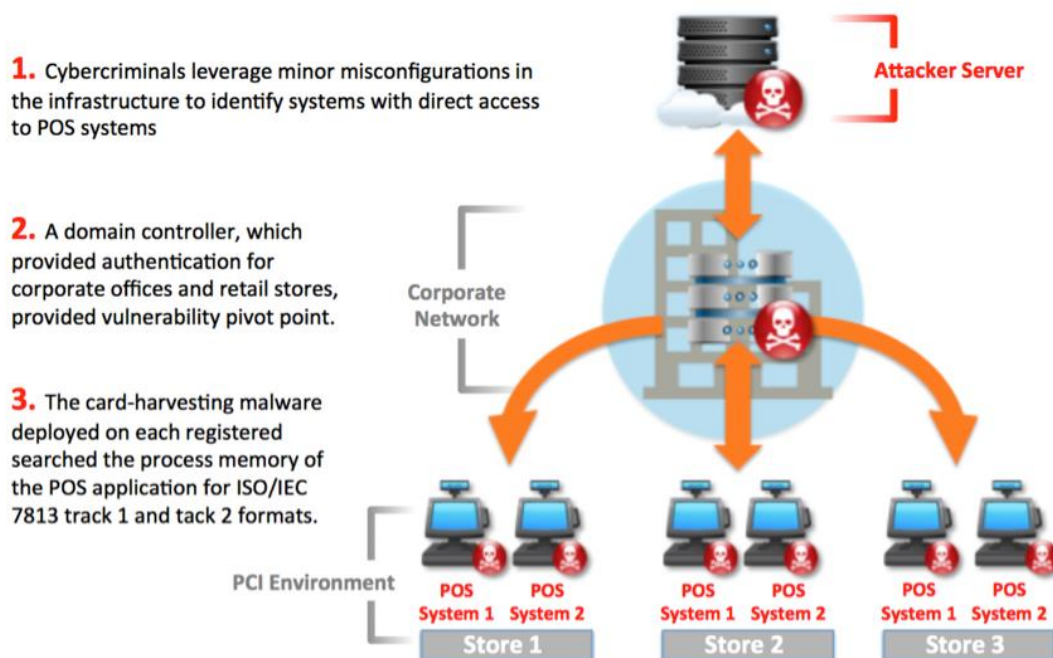 1. Cybercriminals leverage minor misconfigurations in
the infrastructure to identify systems with direct access
to POS systems
Attacker Server
2. A domain controller, which
provided authentication for
corporate offices and retail stores,
provided vulnerability pivot point.
Corporate
Network
3. The card-harvesting malware
deployed on each registered
searched the process memory of
the POS application for ISO/IEC
7813 track 1 and tack 2 formats.
PCI Environment
POS
System 1
POS
System 2
Store 1
POS
System 1
POS
System 2
Store 2
POS
System 1
POS
System 2
Store 3